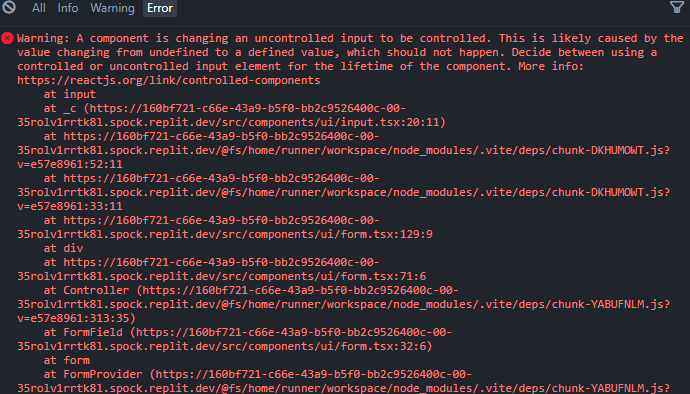 All Info Warning Error
Warning: A component is changing an uncontrolled input to be controlled. This is likely caused by the
value changing from undefined to a defined value, which should not happen. Decide between using a
controlled or uncontrolled input element for the lifetime of the component. More info:
https://reactjs.org/link/controlled-components
at input
at _c (https://160bf721-c66e-43a9-b5f0-bb2c9526400c-00-
35rolv1rrtk8l.spock.replit.dev/src/components/ui/input.tsx:20:11)
at https://160bf721-c66e-43a9-b5f0-bb2c9526400c-00-
35rolv1rrtk8l.spock.replit.dev/@fs/home/runner/workspace/node_modules/.vite/deps/chunk-DKHUMOWT.js?
v=e57e8961:52:11
at https://160bf721-c66e-43a9-b5f0-bb2c9526400c-00-
35rolv1rrtk8l.spock.replit.dev/@fs/home/runner/workspace/node_modules/.vite/deps/chunk-DKHUMOWT.js?
v=e57e8961:33:11
at https://160bf721-c66e-43a9-b5f0-bb2c9526400c-00-
35rolv1rrtk8l.spock.replit.dev/src/components/ui/form.tsx:129:9
at div
at https://160bf721-c66e-43a9-b5f0-bb2c9526400c-00-
35rolv1rrtk8l.spock.replit.dev/src/components/ui/form.tsx:71:6
at Controller (https://160bf721-c66e-43a9-b5f0-bb2c9526400c-00-
35rolv1rrtk8l.spock.replit.dev/@fs/home/runner/workspace/node_modules/.vite/deps/chunk-YABUFNLM.js?
v=e57e8961:313:35)
at FormField (https://160bf721-c66e-43a9-b5f0-bb2c9526400c-00-
35rolv1rrtk8l.spock.replit.dev/src/components/ui/form.tsx:32:6)
at form
at FormProvider (https://160bf721-c66e-43a9-b5f0-bb2c9526400c-00-
35rolv1rrtk8l.spock.replit.dev/@fs/home/runner/workspace/node_modules/.vite/deps/chunk-YABUFNLM.js?